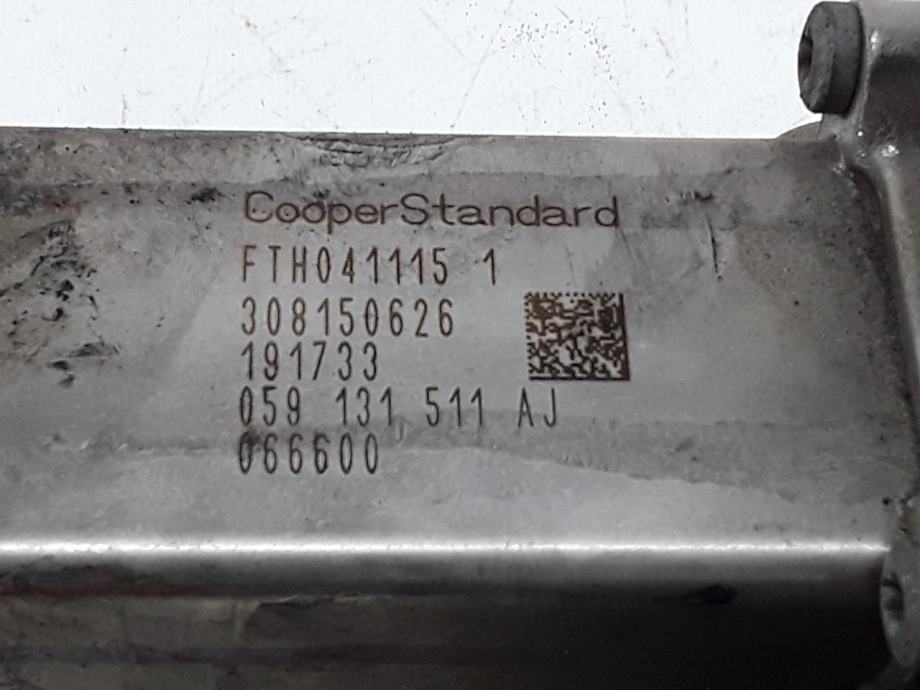 CooperStandard
FTH041115 1
308150626
191733
059 131 511 AJ
066600